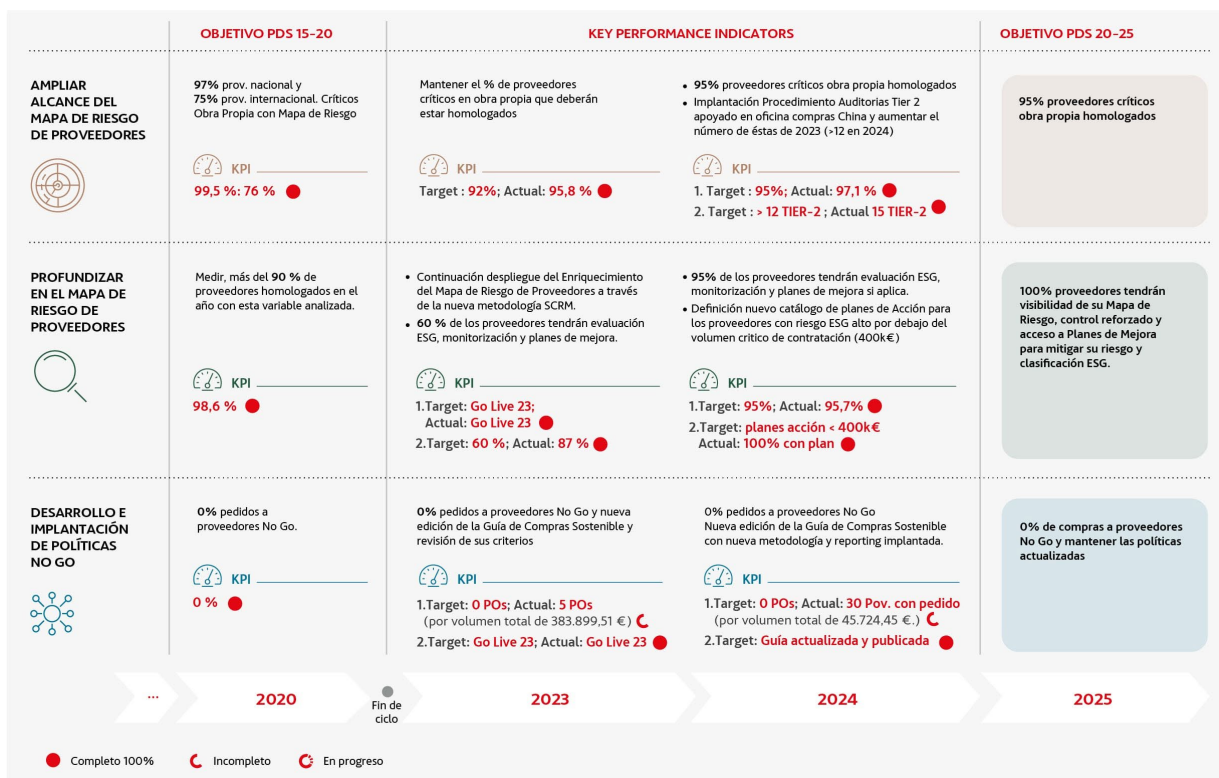 OBJETIVO PDS 15-20
KEY PERFORMANCE INDICATORS
OBJETIVO PDS 20-25
AMPLIAR
ALCANCE DEL
MAPA DE RIESGO
DE PROVEEDORES
97% prov. nacional y
75% prov. internacional. Críticos
Obra Propia con Mapa de Riesgo
KPI
99,5 %: 76 %
Mantener el % de proveedores
críticos en obra propia que deberán
estar homologados
KPI
Target : 92%; Actual: 95,8 %
• 95% proveedores críticos obra propia homologados
• Implantación Procedimiento Auditorias Tier 2
apoyado en oficina compras China y aumentar el
número de éstas de 2023 (>12 en 2024)
KPI
1. Target : 95%; Actual: 97,1 %
2. Target : > 12 TIER-2 ; Actual 15 TIER-2
95% proveedores críticos
obra propia homologados
PROFUNDIZAR
EN EL MAPA DE
RIESGO DE
PROVEEDORES
Medir, más del 90 % de
proveedores homologados en el
año con esta variable analizada.
KPI
98,6 %
• Continuación despliegue del Enriquecimiento
del Mapa de Riesgo de Proveedores a través
de la nueva metodología SCRM.
• 60 % de los proveedores tendrán evaluación
ESG, monitorización y planes de mejora.
KPI
1.Target: Go Live 23;
Actual: Go Live 23
2.Target: 60 %; Actual: 87 %
• 95% de los proveedores tendrán evaluación ESG,
monitorización y planes de mejora si aplica.
• Definición nuevo catálogo de planes de Acción para
los proveedores con riesgo ESG alto por debajo del
volumen critico de contratación (400k€)
KPI
1.Target: 95%; Actual: 95,7%
2.Target: planes acción < 400k€
Actual: 100% con plan
100% proveedores tendrán
visibilidad de su Mapa de
Riesgo, control reforzado y
acceso a Planes de Mejora
para mitigar su riesgo y
clasificación ESG.
DESARROLLO E
IMPLANTACIÓN
DE POLÍTICAS
NO GO
0% pedidos a
proveedores No Go.
KPI
0 %
0% pedidos a proveedores No Go y nueva
edición de la Guía de Compras Sostenible y
revisión de sus criterios
KPI
1.Target: 0 POs; Actual: 5 POs
(por volumen total de 383.899,51 €)
2.Target: Go Live 23; Actual: Go Live 23
0% pedidos a proveedores No Go
Nueva edición de la Guía de Compras Sostenible
con nueva metodología y reporting implantada.
KPI
1.Target: 0 POs; Actual: 30 Pov. con pedido
(por volumen total de 45.724,45 €.)
2.Target: Guía actualizada y publicada
0% de compras a proveedores
No Go y mantener las políticas
actualizadas
...
2020
Fin de
ciclo
2023
2024
2025
Completo 100%
Incompleto
En progreso